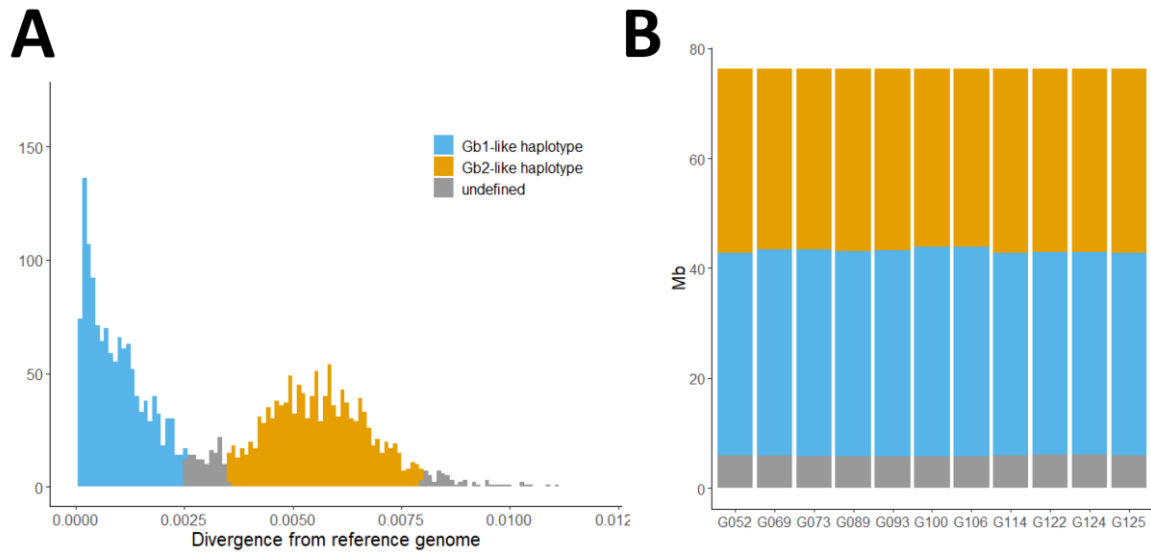 A
150
100
50
0
0.0000 0.0025 0.0050 0.0075 0.0100 0.012
Divergence from reference genome
Gb1-like haplotype
Gb2-like haplotype
undefined
B
80
60
40
20
0
Mb
G052 G069 G073 G089 G093 G100 G106 G114 G122 G124 G125